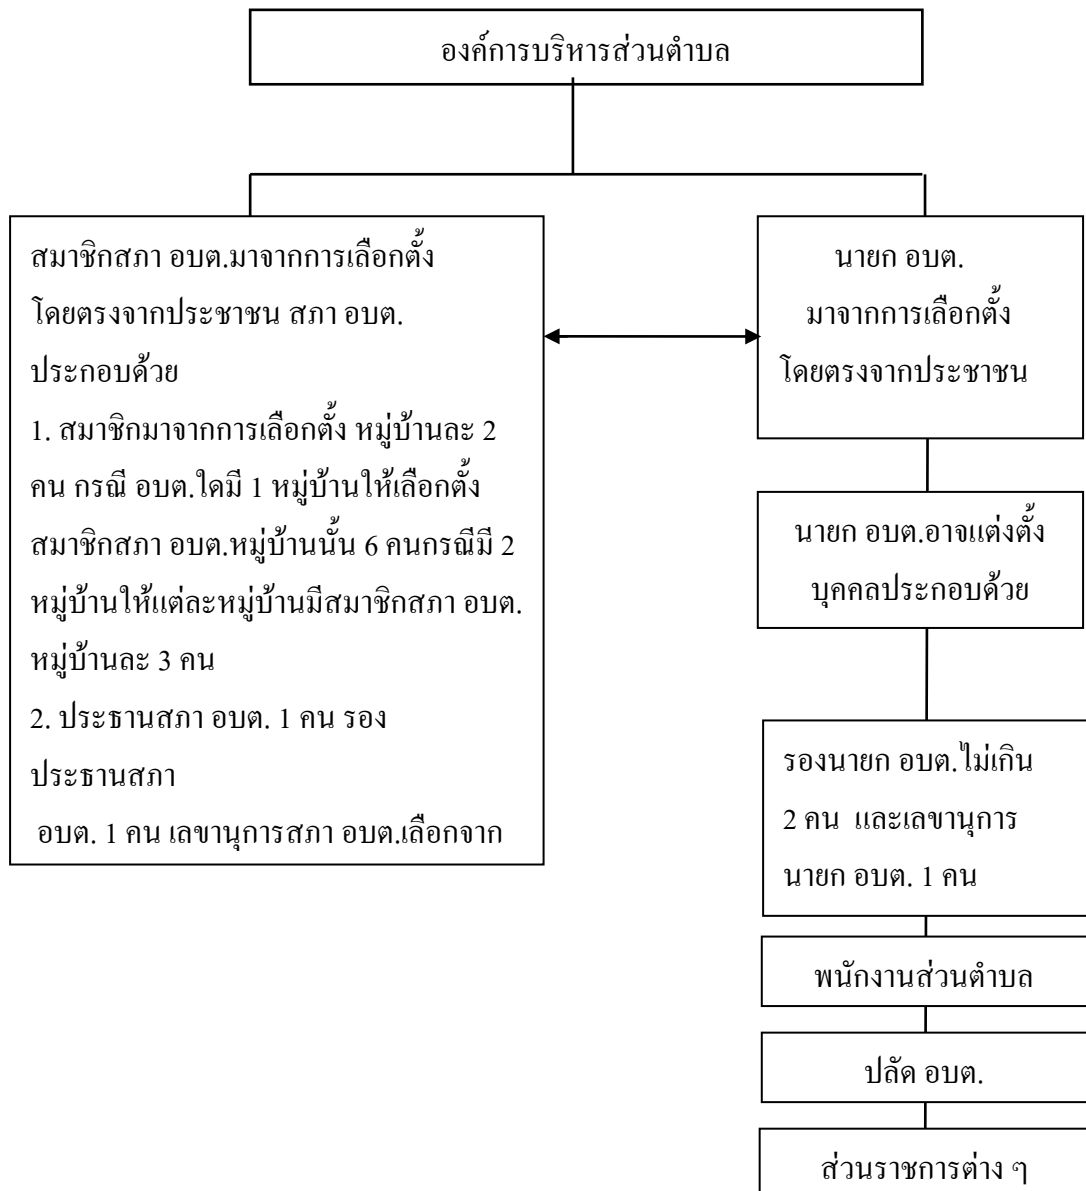 องค์การบริหารส่วนตำบล
สมาชิกสภา อบต.มาจากการเลือกตั้ง
โดยตรงจากประชาชน สภา อบต.
ประกอบด้วย
1. สมาชิกมาจากการเลือกตั้ง หมู่บ้านละ 2
คน กรณี อบต.ใดมี 1 หมู่บ้านให้เลือกตั้ง
สมาชิกสภา อบต.หมู่บ้านนั้น 6 คนกรณีมี 2
หมู่บ้านให้แต่ละหมู่บ้านมีสมาชิกสภา อบต.
หมู่บ้านละ 3 คน
2. ประธานสภา อบต. 1 คน รอง
ประธานสภา
อบต. 1 คน เลขานุการสภา อบต.เลือกจาก
นายก อบต.
มาจากการเลือกตั้ง
โดยตรงจากประชาชน
นายก อบต.อาจแต่งตั้ง
บุคคลประกอบด้วย
รองนายก อบต.ไม่เกิน
2 คน และเลขานุการ
นายก อบต. 1 คน
พนักงานส่วนตำบล
ปลัด อบต.
ส่วนราชการต่าง ๆ